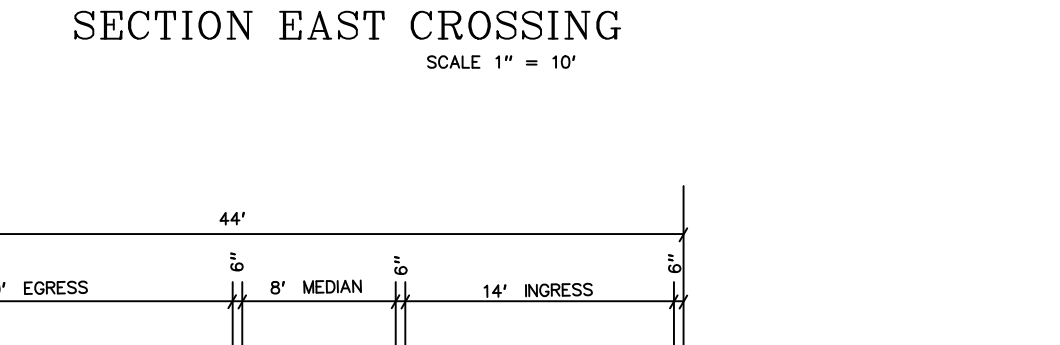 SECTION EAST CROSSING
SCALE 1" = 10'
44'
6"
6"
6"
EGRESS
8' MEDIAN
14' INGRESS